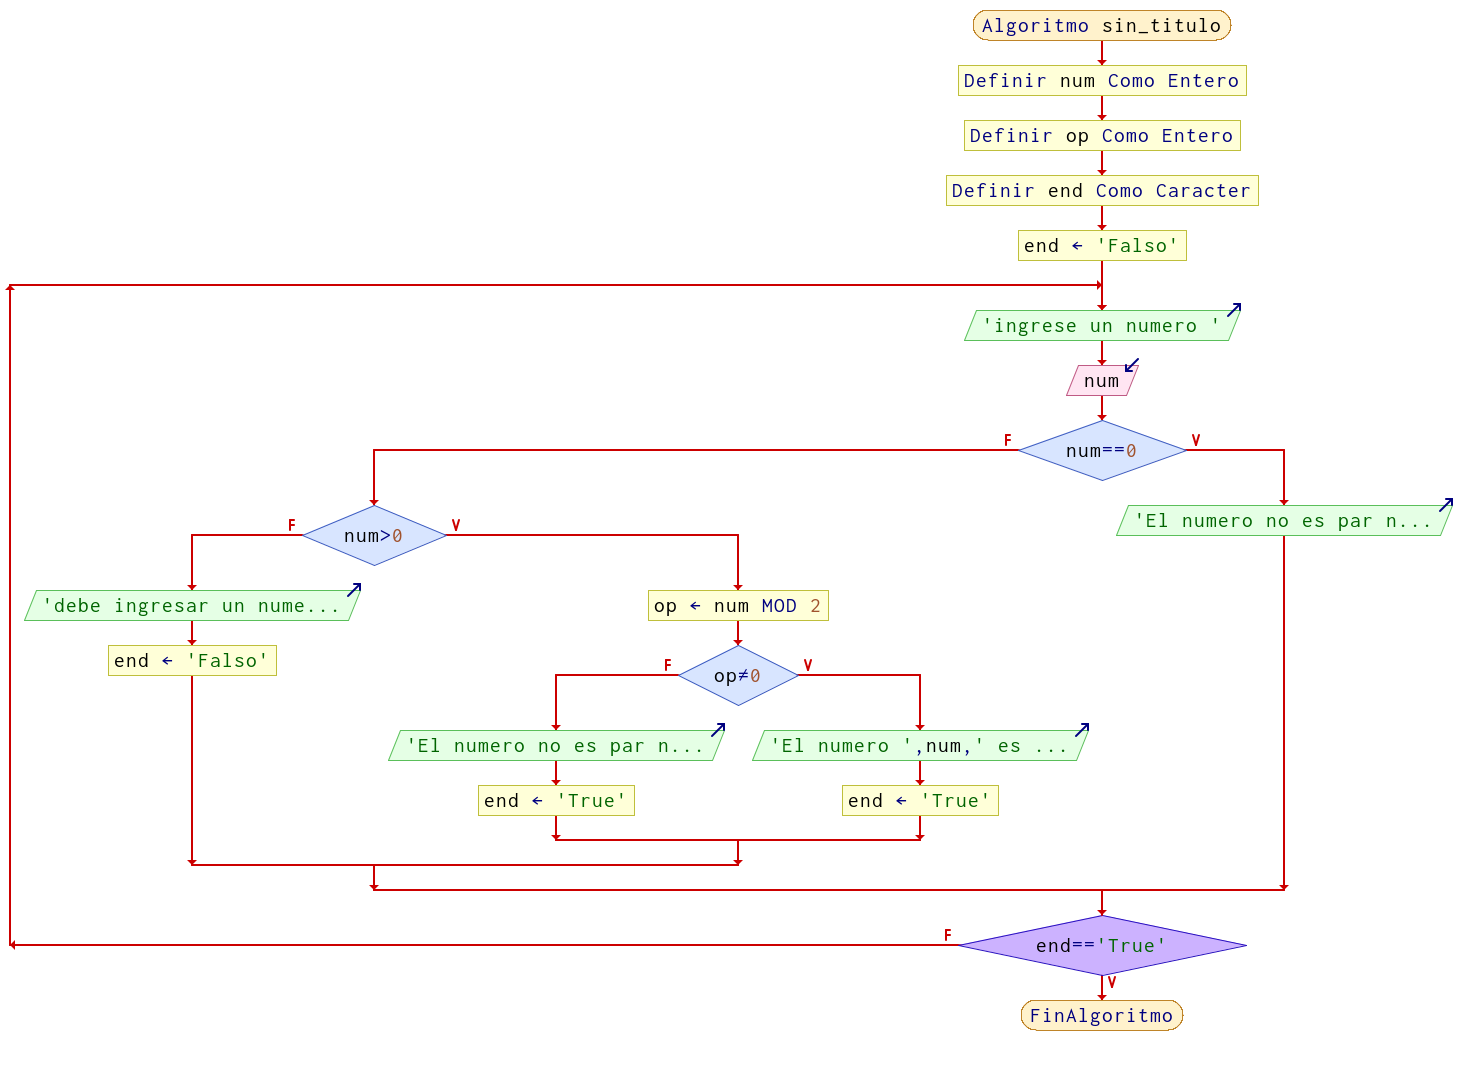 Algoritmo sin_titulo
Definir num Como Entero
Definir op Como Entero
Definir end Como Caracter
end ← 'Falso'
'ingrese un numero '
num
num==0
F
V
num>0
F
V
'El numero no es par n...
'debe ingresar un nume...
end ← 'Falso'
op ← num MOD 2
op≠0
F
V
'El numero no es par n...
'El numero ',num,' es ...
end ← 'True'
end ← 'True'
end=='True'
F
V
FinAlgoritmo